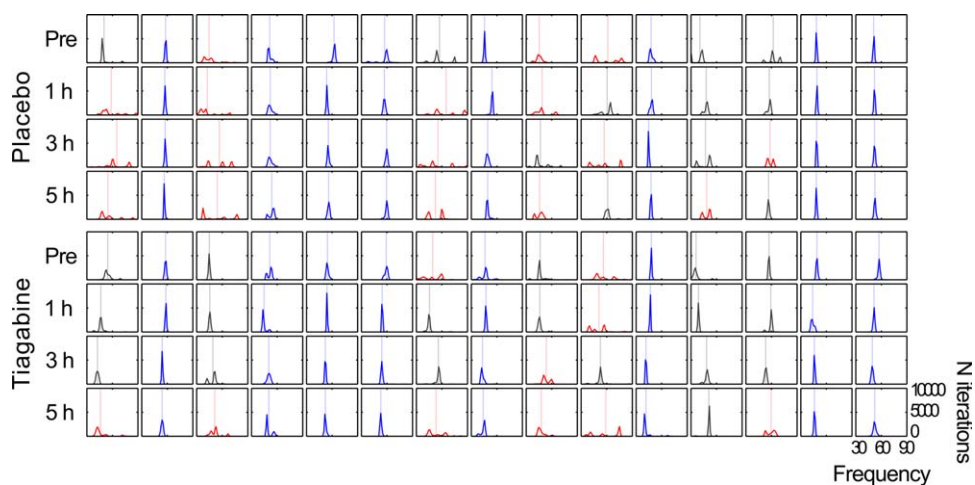 Placebo
Pre
1 h
3 h
5 h
Tiagabine
Pre
1 h
3 h
5 h
10000
5000
0
N iterations
30 60 90
Frequency